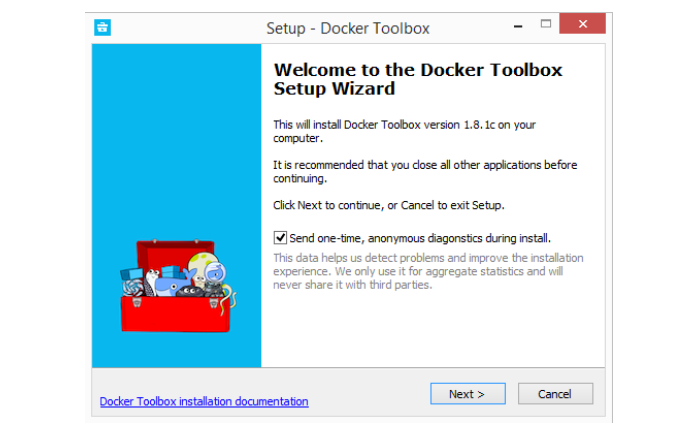 Setup - Docker Toolbox
Welcome to the Docker Toolbox
Setup Wizard
This will install Docker Toolbox version 1.8.1c on your
computer.
It is recommended that you close all other applications before
continuing.
Click Next to continue, or Cancel to exit Setup.
Send one-time, anonymous diagonstics during install.
This data helps us detect problems and improve the installation
experience. We only use it for aggregate statistics and will
never share it with third parties.
Docker Toolbox installation documentation
Next >
Cancel